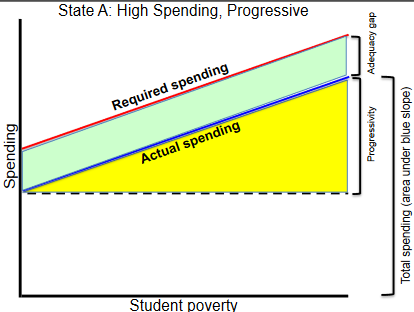 State A: High Spending, Progressive
Adequacy gap
Required spending
Actual spending
Spending
Progressivity
Total spending (area under blue slope)
Student poverty